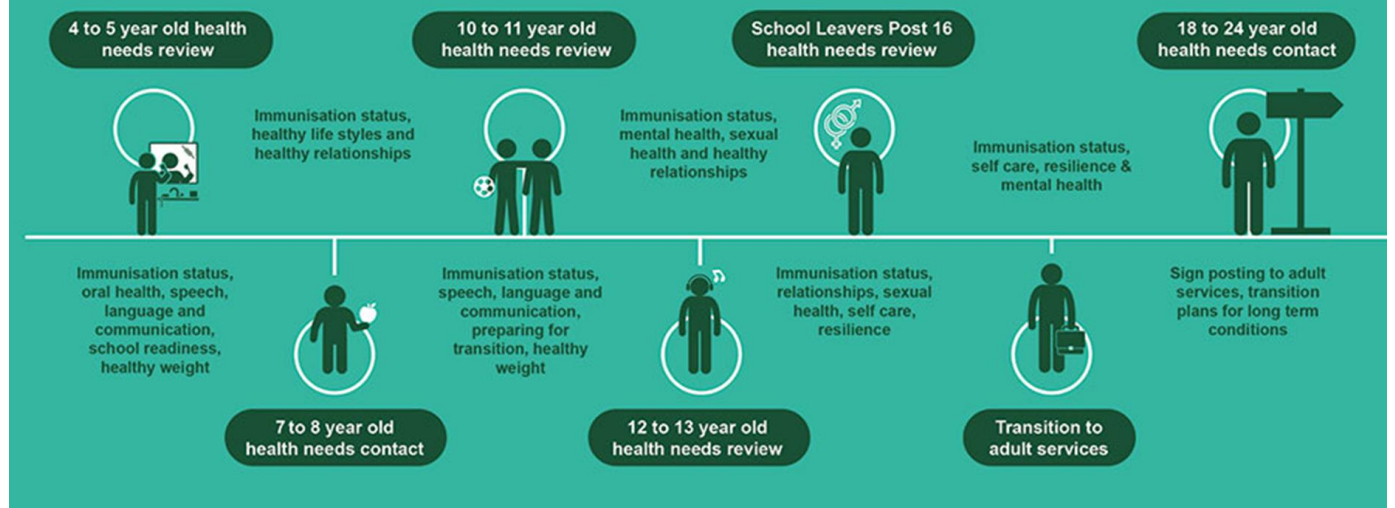 4 to 5 year old health
needs review
10 to 11 year old
health needs review
School Leavers Post 16
health needs review
18 to 24 year old
health needs contact
Immunisation status,
healthy life styles and
healthy relationships
Immunisation status,
mental health, sexual
health and healthy
relationships
Immunisation status,
self care, resilience &
mental health
Immunisation status,
oral health, speech,
language and
communication,
school readiness,
healthy weight
Immunisation status,
speech, language and
communication,
preparing for
transition, healthy
weight
Immunisation status,
relationships, sexual
health, self care,
resilience
Sign posting to adult
services, transition
plans for long term
conditions
7 to 8 year old
health needs contact
12 to 13 year old
health needs review
Transition to
adult services